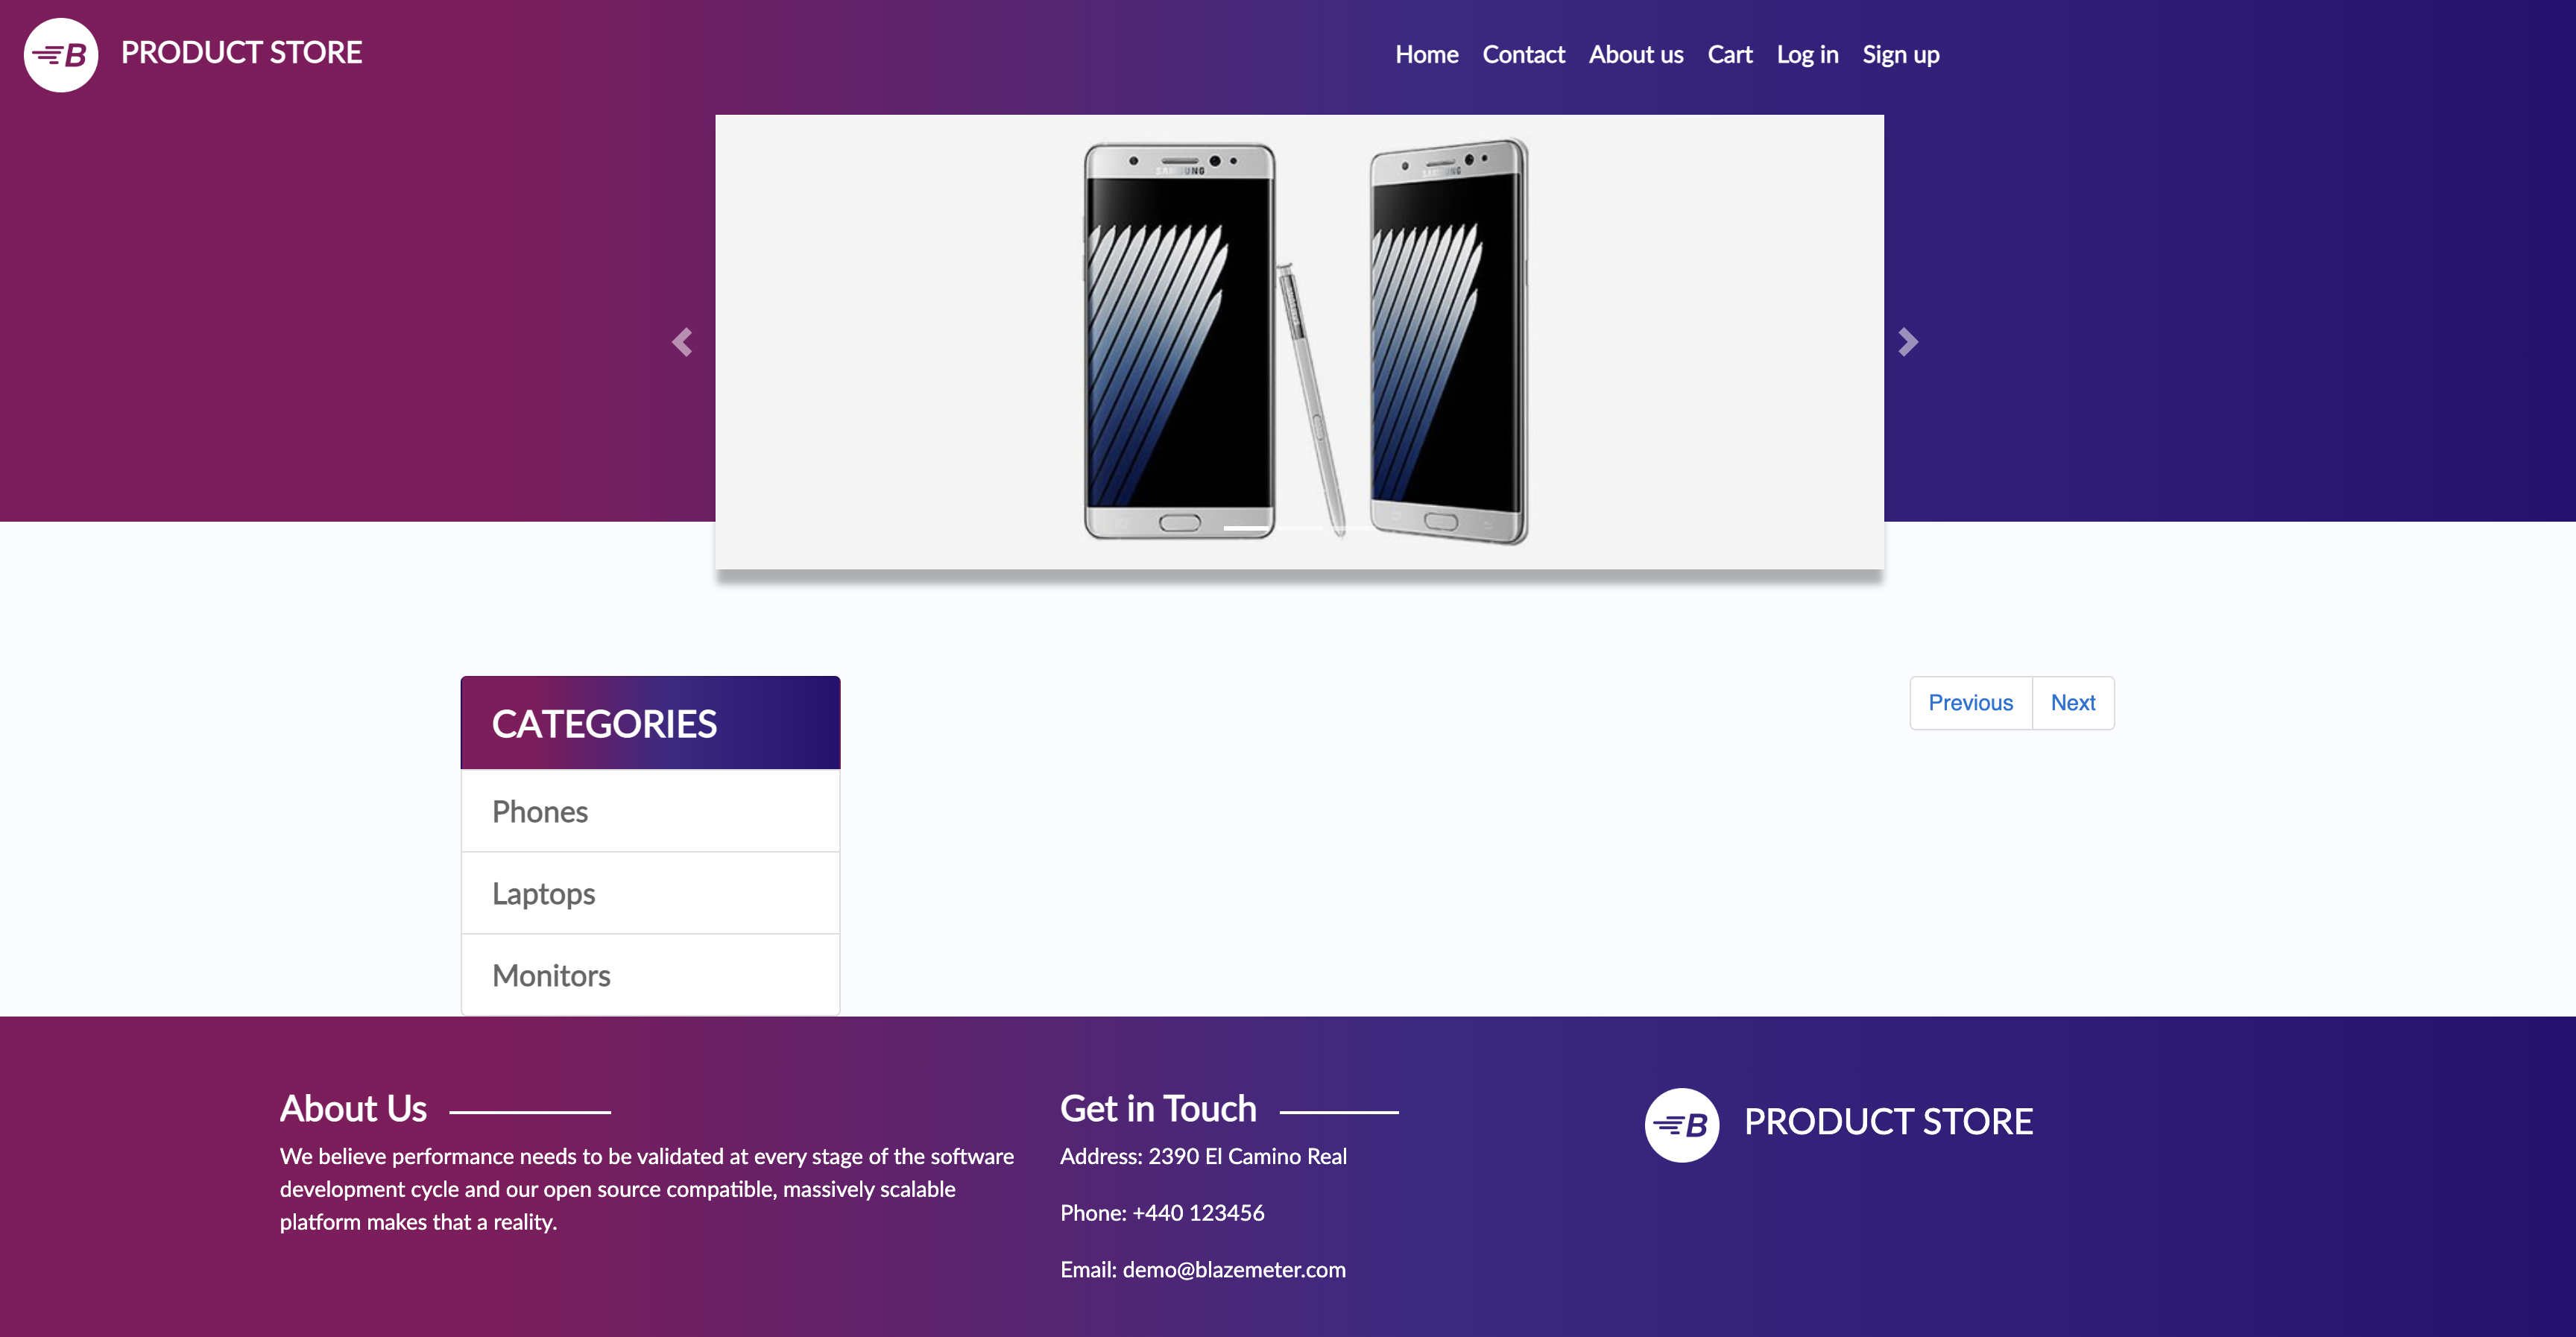 B PRODUCT STORE
Home Contact About us Cart Log in Sign up
SAMSUNG SAMSUNG
CATEGORIES
Phones
Laptops
Monitors
Previous Next
About Us
We believe performance needs to be validated at every stage of the software
development cycle and our open source compatible, massively scalable
platform makes that a reality.
Get in Touch
Address: 2390 El Camino Real
Phone: +440 123456
Email: demo@blazemeter.com
B PRODUCT STORE